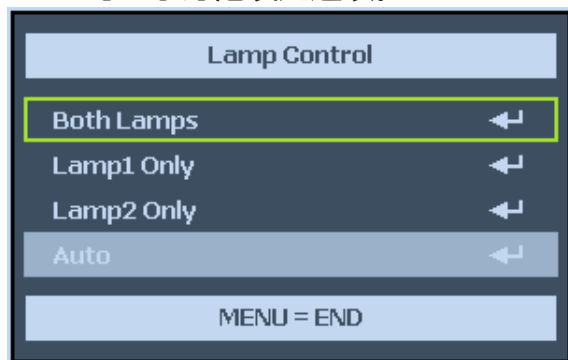 Lamp Control
Both Lamps
Lamp1 Only
Lamp2 Only
Auto
MENU = END